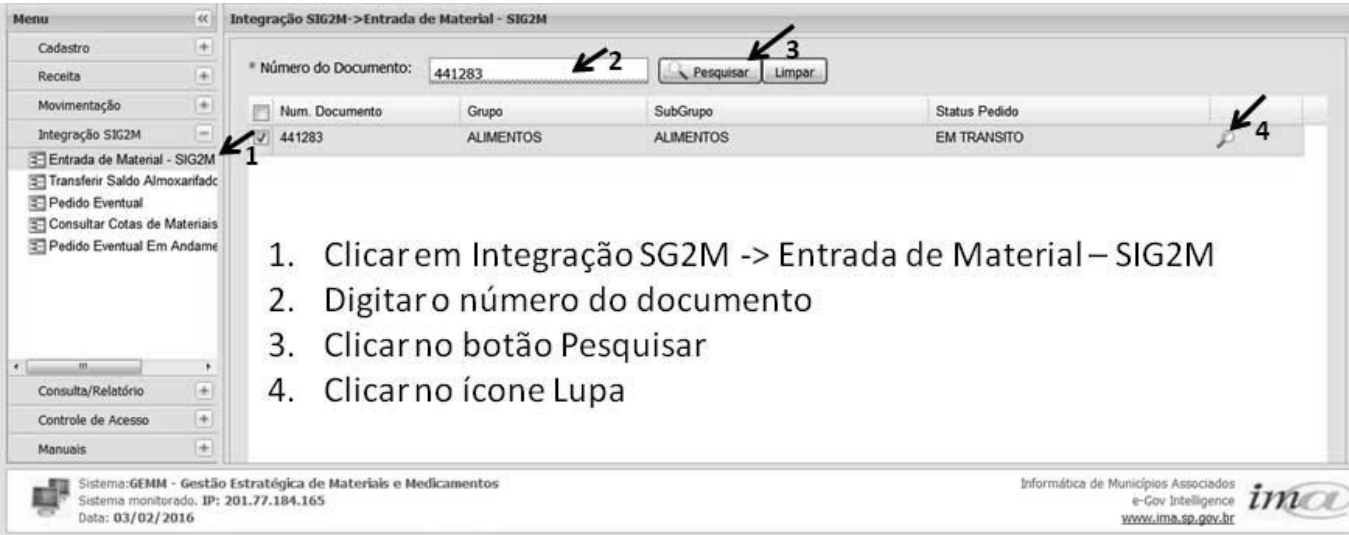 Menu
Integração SIG2M->Entrada de Material - SIG2M
Cadastro
Receita
Movimentação
Integração SIG2M
Entrada de Material - SIG2M
Transferir Saldo Almoxarifado
Pedido Eventual
Consultar Cotas de Materiais
Pedido Eventual Em Andame
Consulta/Relatório
Controle de Acesso
Manuais
* Número do Documento: 441283 Pesquisar Limpar
Num. Documento Grupo SubGrupo Status Pedido
441283 ALIMENTOS ALIMENTOS EM TRANSITO
1
2
3
4
1. Clicar em Integração SG2M -> Entrada de Material – SIG2M
2. Digitar o número do documento
3. Clicar no botão Pesquisar
4. Clicar no ícone Lupa
Sistema:GEMM - Gestão Estratégica de Materiais e Medicamentos
Sistema monitorado. IP: 201.77.184.165
Data: 03/02/2016
Informática de Municípios Associados
e-Gov Intelligence
www.ima.sp.gov.br
ima